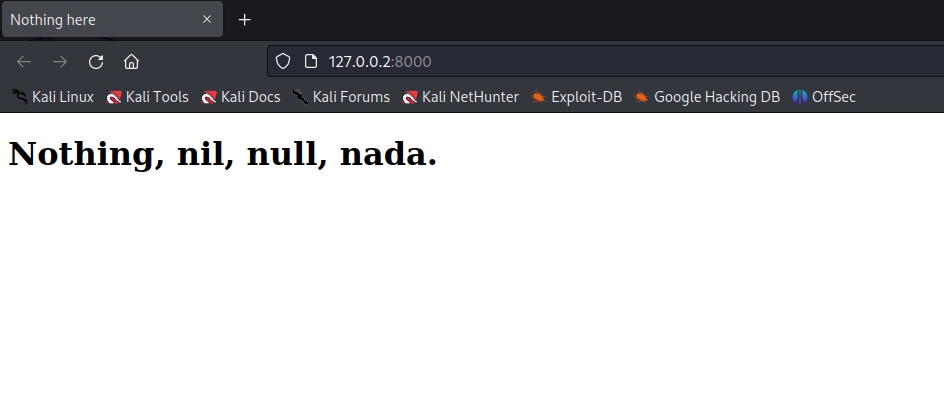 Nothing here
127.0.0.2:8000
Kali Linux Kali Tools Kali Docs Kali Forums Kali NetHunter Exploit-DB Google Hacking DB OffSec
Nothing, nil, null, nada.